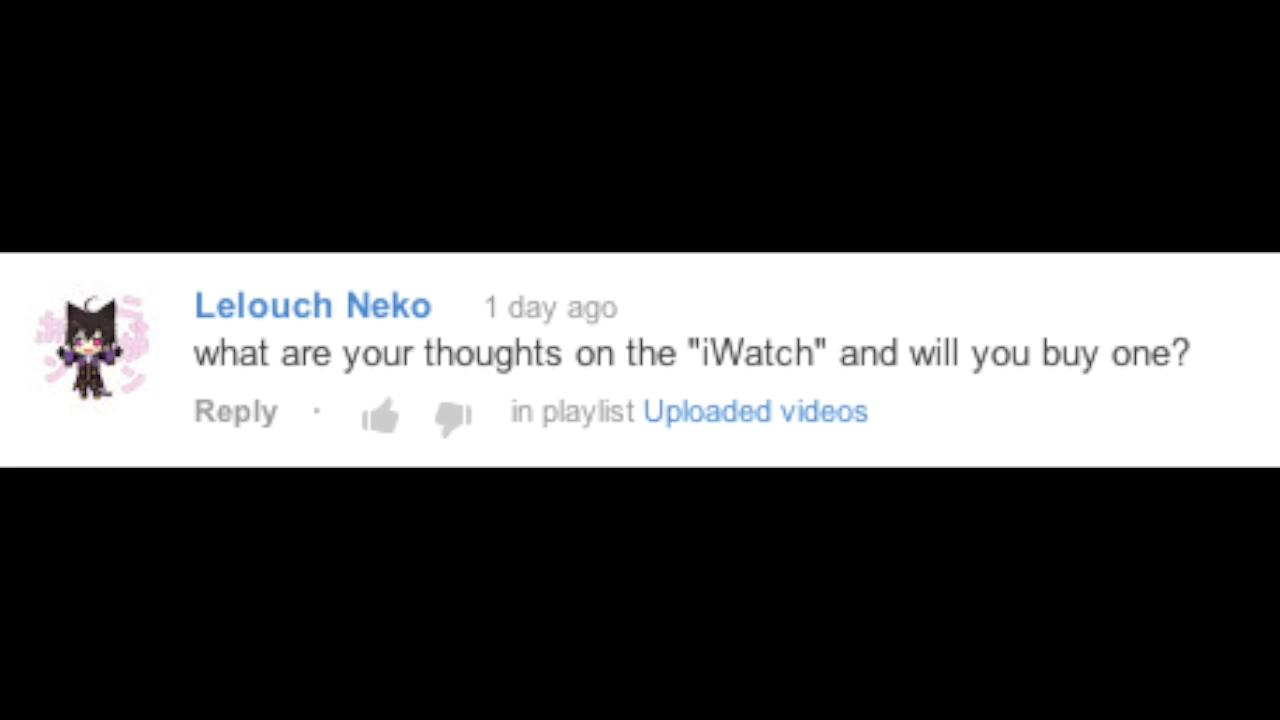 Lelouch Neko 1 day ago
what are your thoughts on the "iWatch" and will you buy one?
Reply · in playlist Uploaded videos